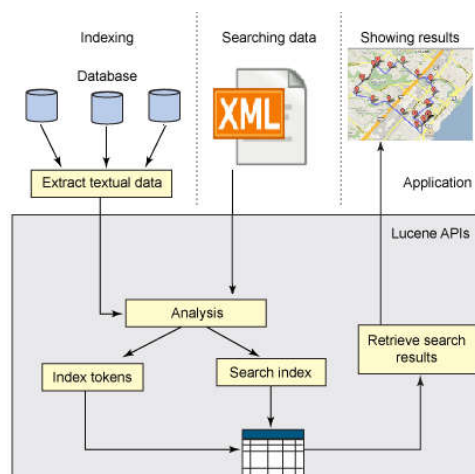 Indexing
Searching data
Showing results
Database
XML
Extract textual data
Application
Lucene APIs
Analysis
Index tokens
Search index
Retrieve search
results